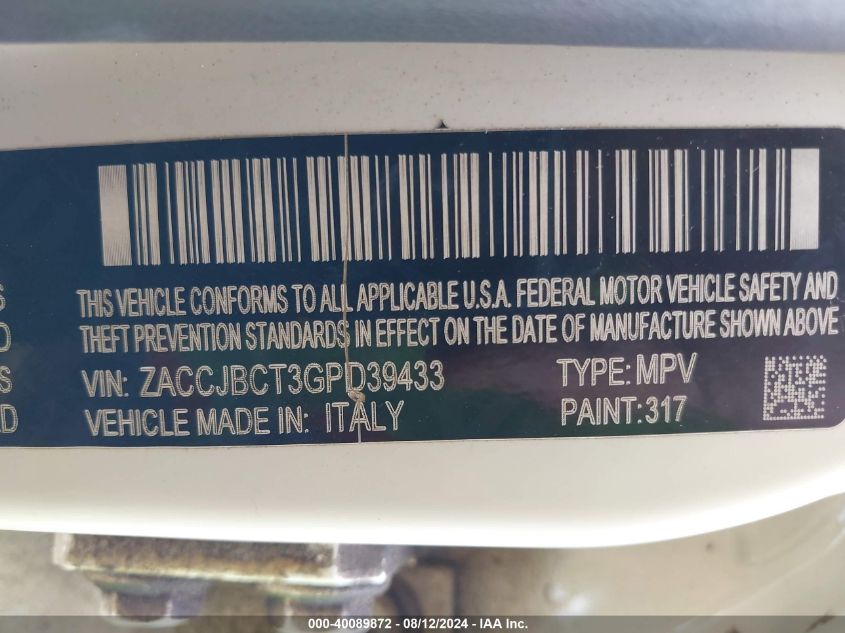 THIS VEHICLE CONFORMS TO ALL APPLICABLE U.S.A. FEDERAL MOTOR VEHICLE SAFETY AND
THEFT PREVENTION STANDARDS IN EFFECT ON THE DATE OF MANUFACTURE SHOWN ABOVE
VIN: ZACCJBCT3GPD39433 TYPE: MPV
VEHICLE MADE IN: ITALY PAINT: 317
000-40089872 - 08/12/2024 - IAA Inc.